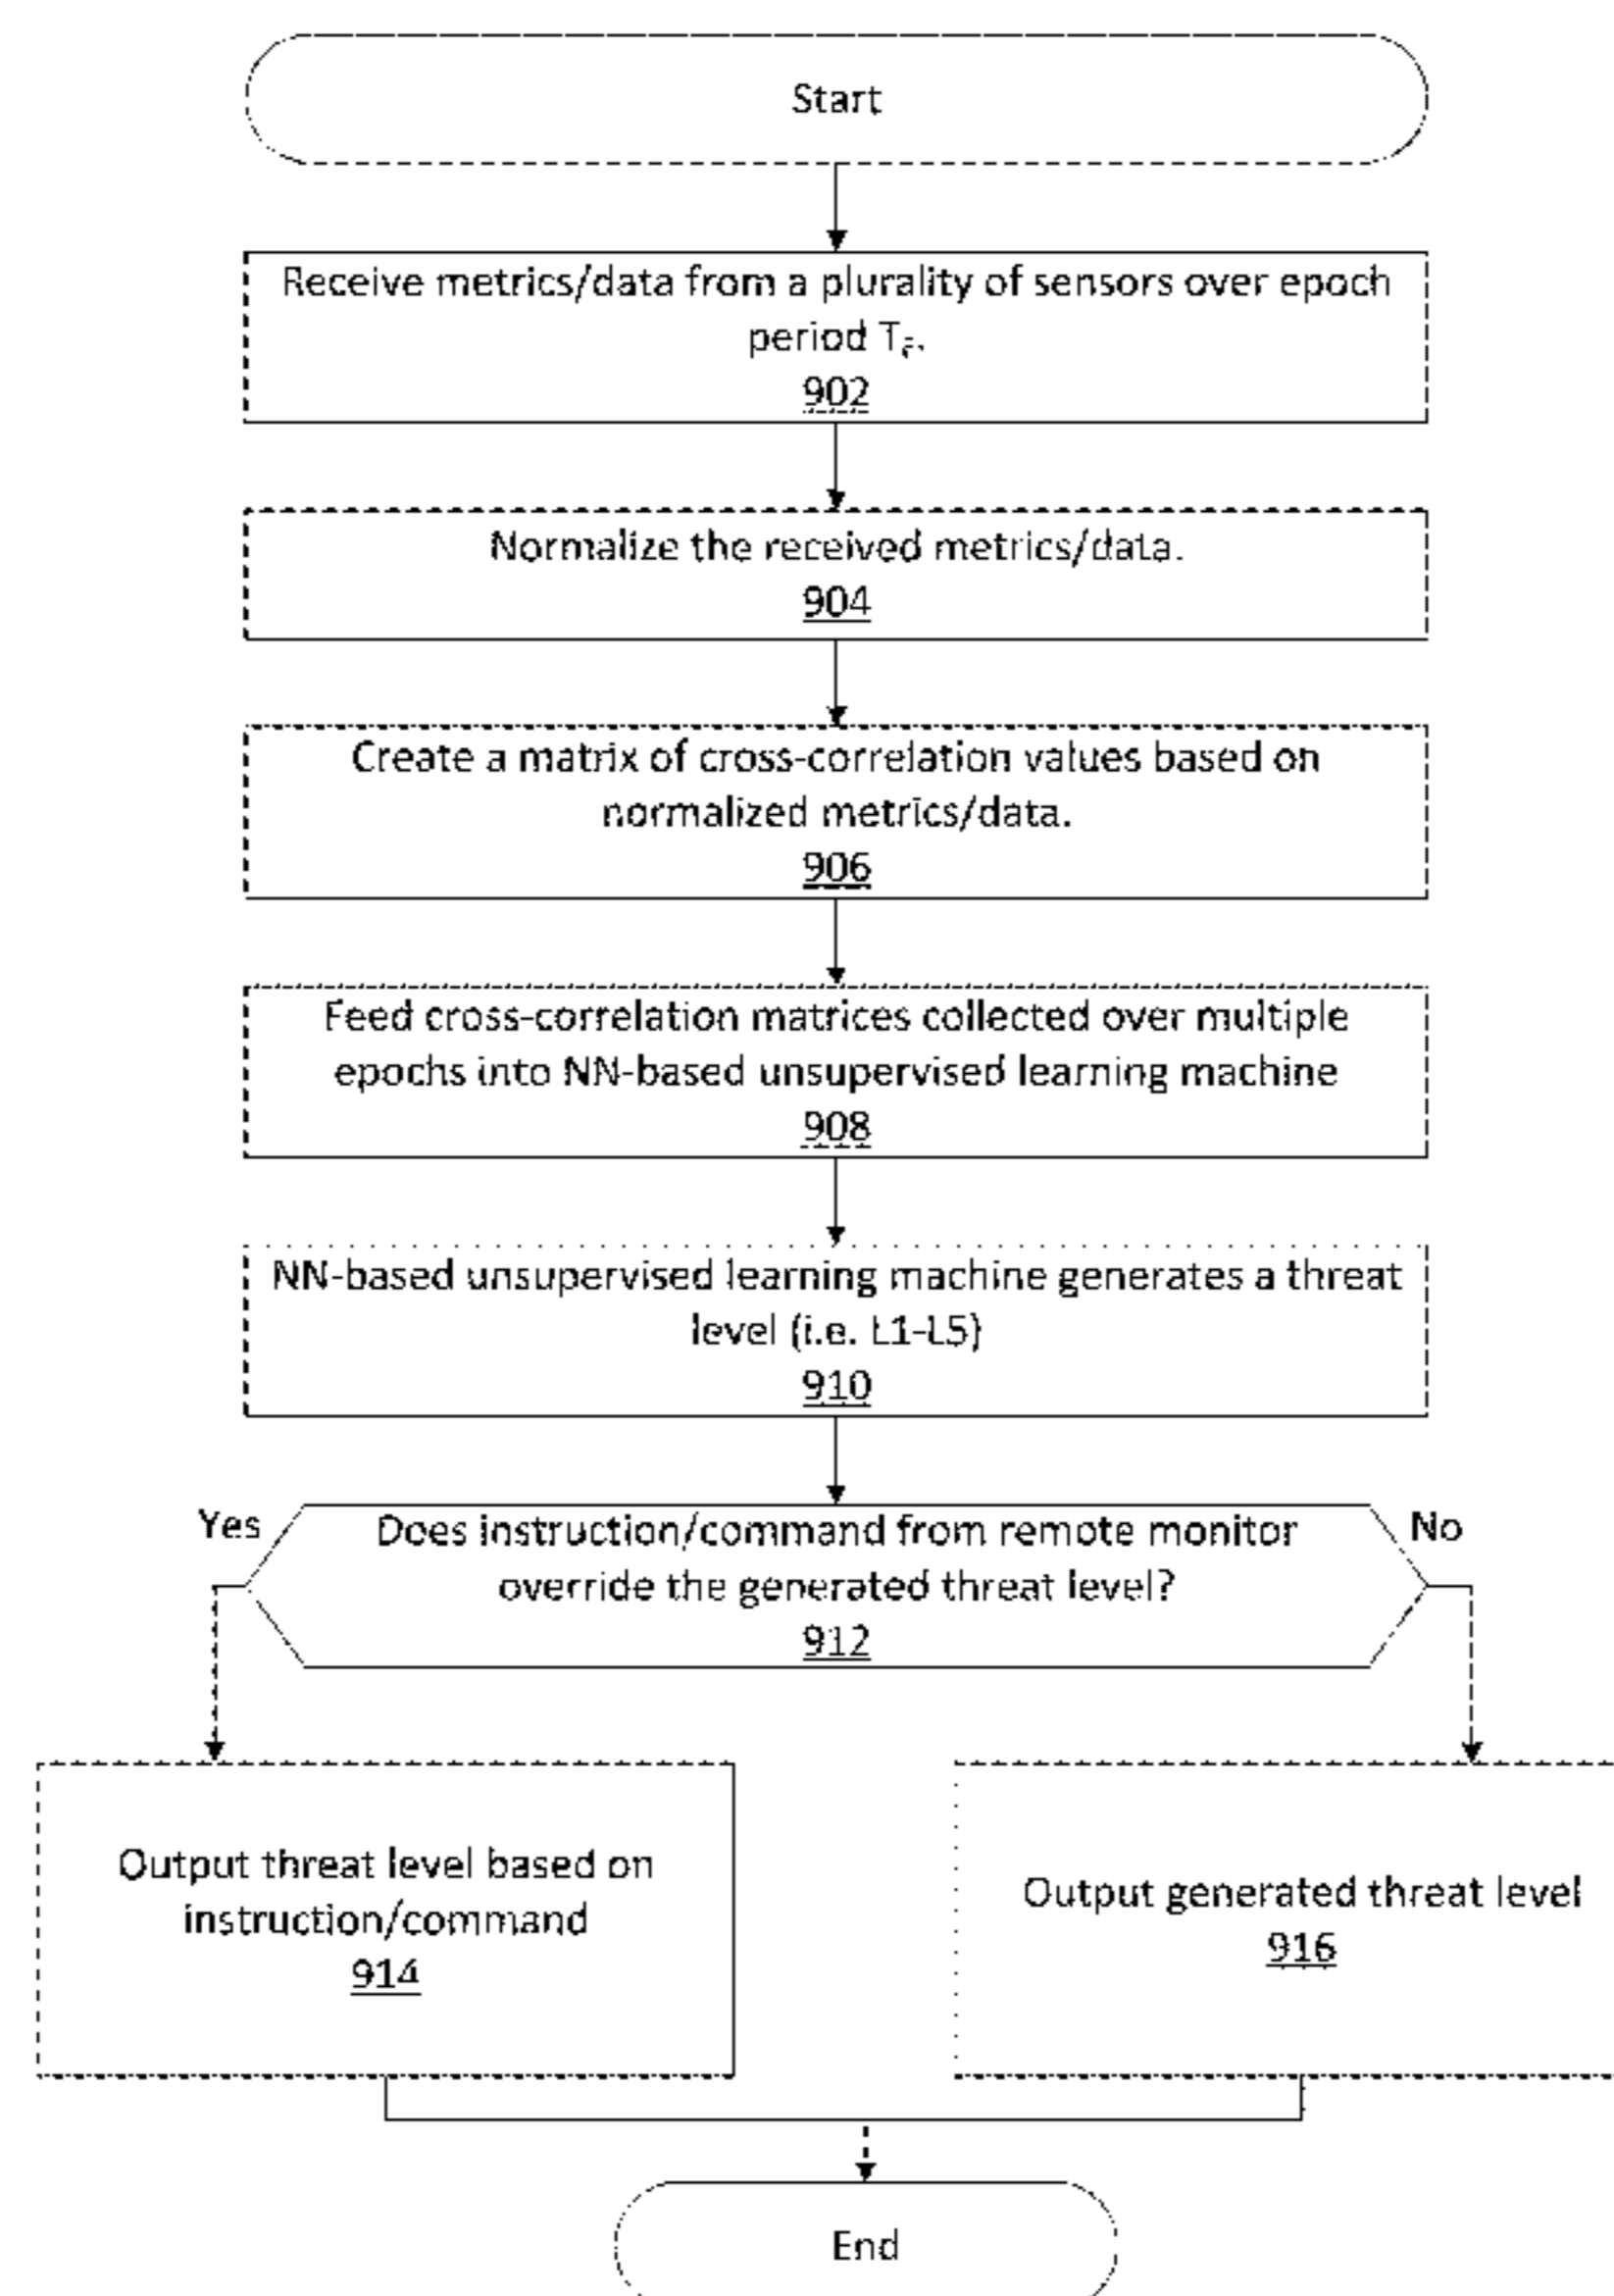 Start
Receive metrics/data from a plurality of sensors over epoch
period
902
Normalize the received metrics/data.
904
Create a matrix of cross-correlation values based on
normalized metrics/data.
906
Feed cross-correlation matrices collected over multiple
epochs into NN-based unsupervised learning machine
908
NN-based unsupervised learning machine generates a threat
level (i.e. L1-L5)
910
Yes
Does instruction/command from remote monitor
override the generated threat level?
912
No
Output threat level based on
instruction/command
914
Output generated threat level
916
End